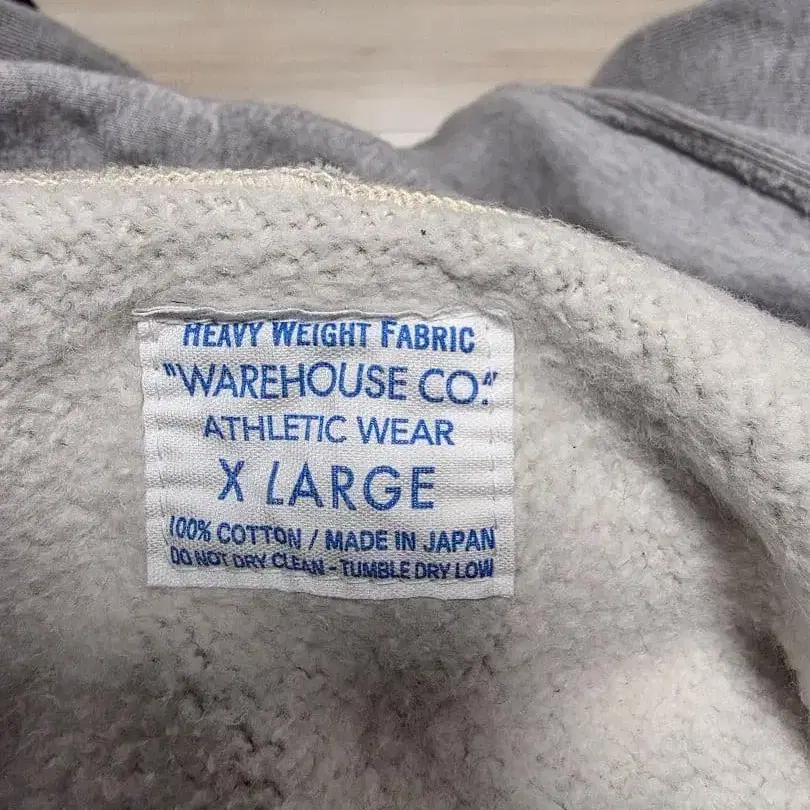 HEAVY WEIGHT FABRIC
"WAREHOUSE CO."
ATHLETIC WEAR
X LARGE
100% COTTON / MADE IN JAPAN
DO NOT DRY CLEAN - TUMBLE DRY LOW